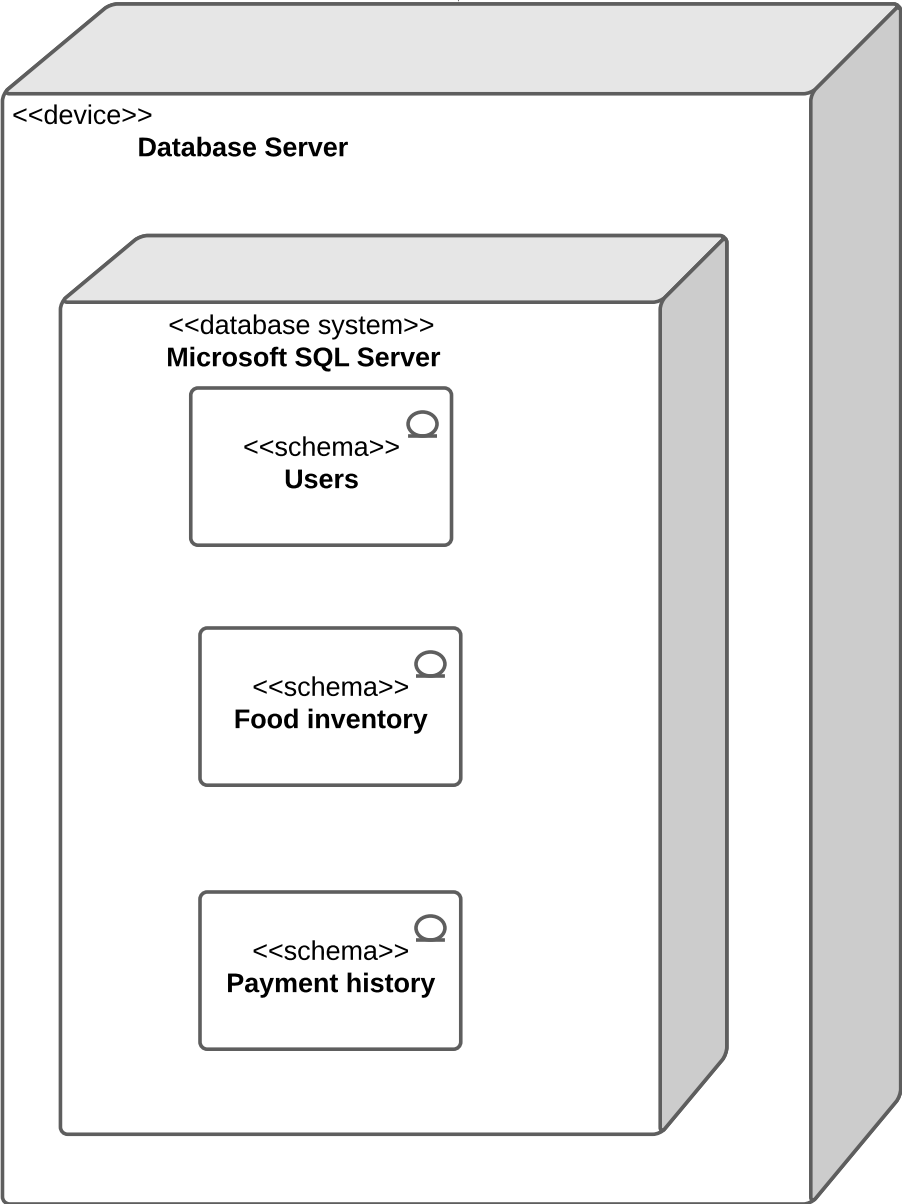 <<device>>
Database Server
<<database system>>
Microsoft SQL Server
<<schema>>
Users
<<schema>>
Food inventory
<<schema>>
Payment history